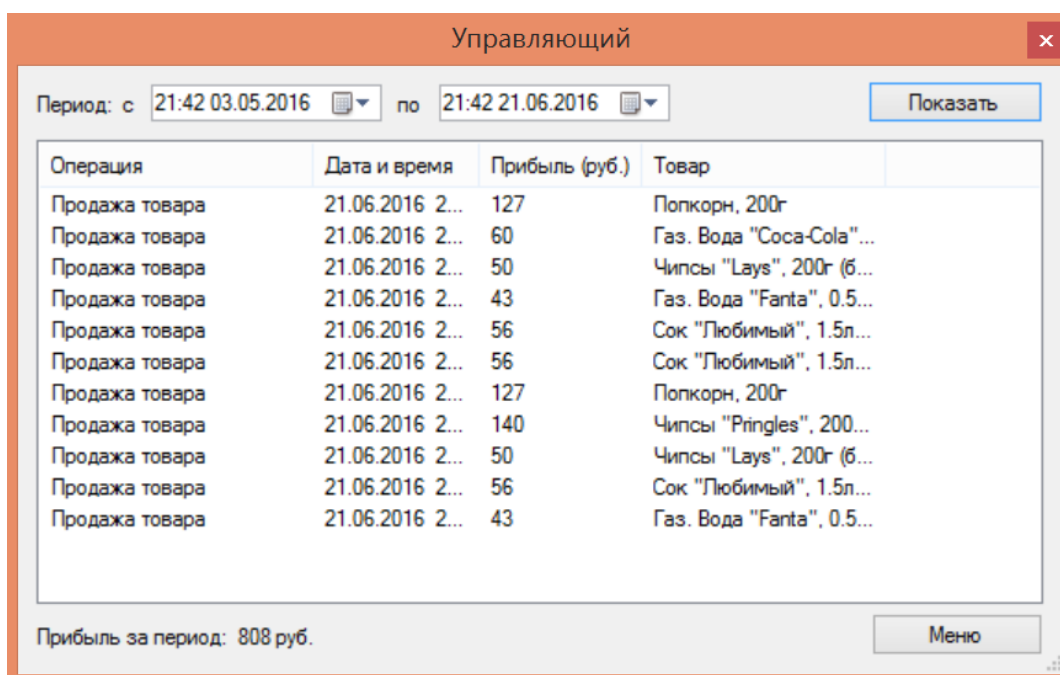 Управляющий
Период: с 21:42 03.05.2016 по 21:42 21.06.2016 Показать
Операция Дата и время Прибыль (руб.) Товар
Продажа товара 21.06.2016 2... 127 Попкорн, 200г
Продажа товара 21.06.2016 2... 60 Газ. Вода "Coca-Cola"...
Продажа товара 21.06.2016 2... 50 Чипсы "Lays", 200г (б...
Продажа товара 21.06.2016 2... 43 Газ. Вода "Fanta", 0.5...
Продажа товара 21.06.2016 2... 56 Сок "Любимый", 1.5л...
Продажа товара 21.06.2016 2... 56 Сок "Любимый", 1.5л...
Продажа товара 21.06.2016 2... 127 Попкорн, 200г
Продажа товара 21.06.2016 2... 140 Чипсы "Pringles", 200...
Продажа товара 21.06.2016 2... 50 Чипсы "Lays", 200г (б...
Продажа товара 21.06.2016 2... 56 Сок "Любимый", 1.5л...
Продажа товара 21.06.2016 2... 43 Газ. Вода "Fanta", 0.5...
Прибыль за период: 808 руб. Меню